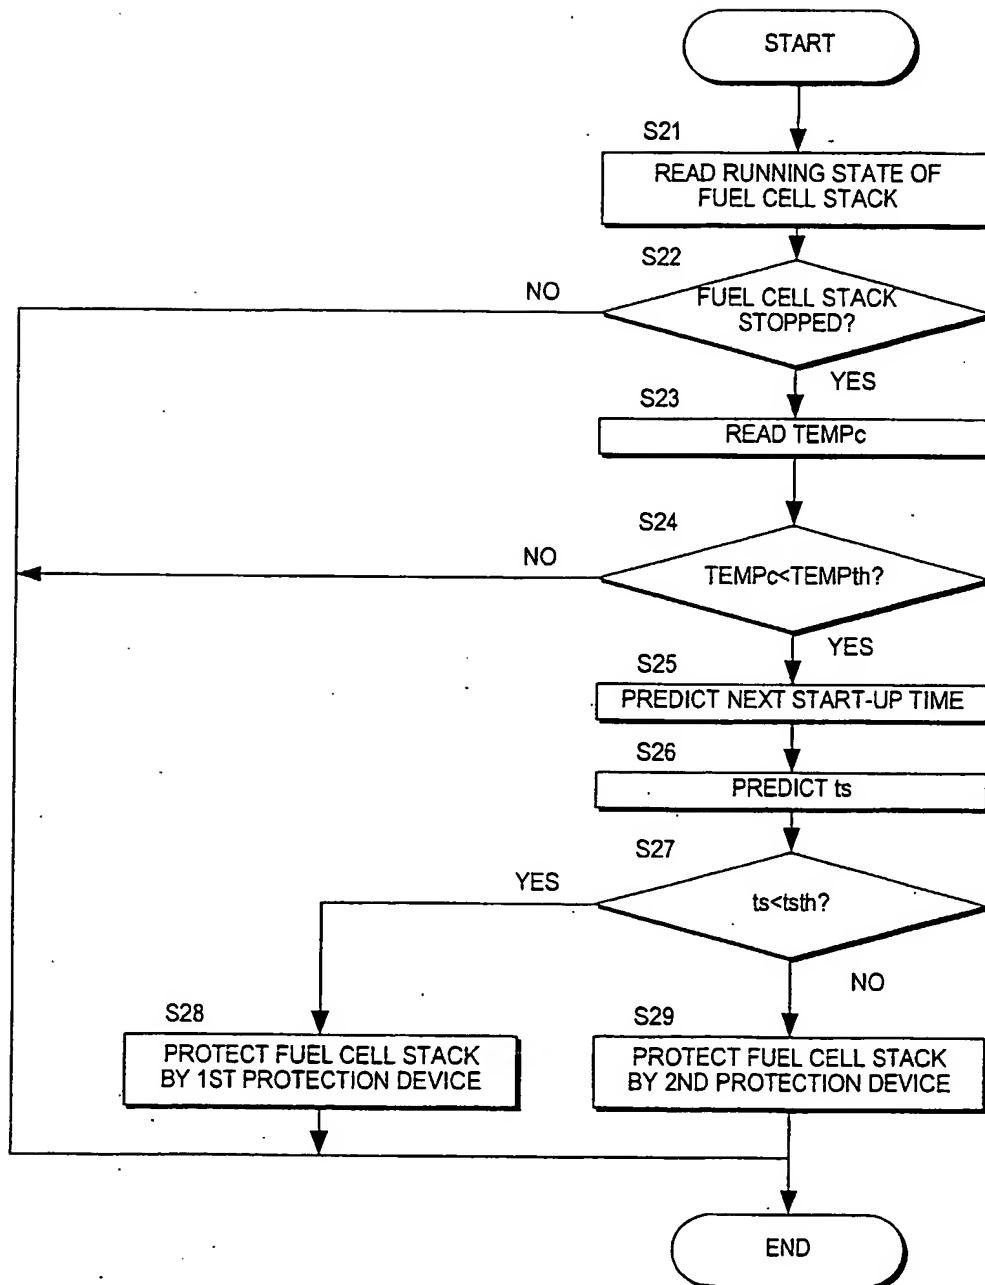 START
S21
READ RUNNING STATE OF
FUEL CELL STACK
S22
NO
FUEL CELL STACK
STOPPED?
YES
S23
READ TEMPc
S24
NO
TEMPc<TEMPth?
YES
S25
PREDICT NEXT START-UP TIME
S26
PREDICT ts
S27
YES
ts<tsth?
NO
S28
S29
PROTECT FUEL CELL STACK
BY 1ST PROTECTION DEVICE
PROTECT FUEL CELL STACK
BY 2ND PROTECTION DEVICE
END